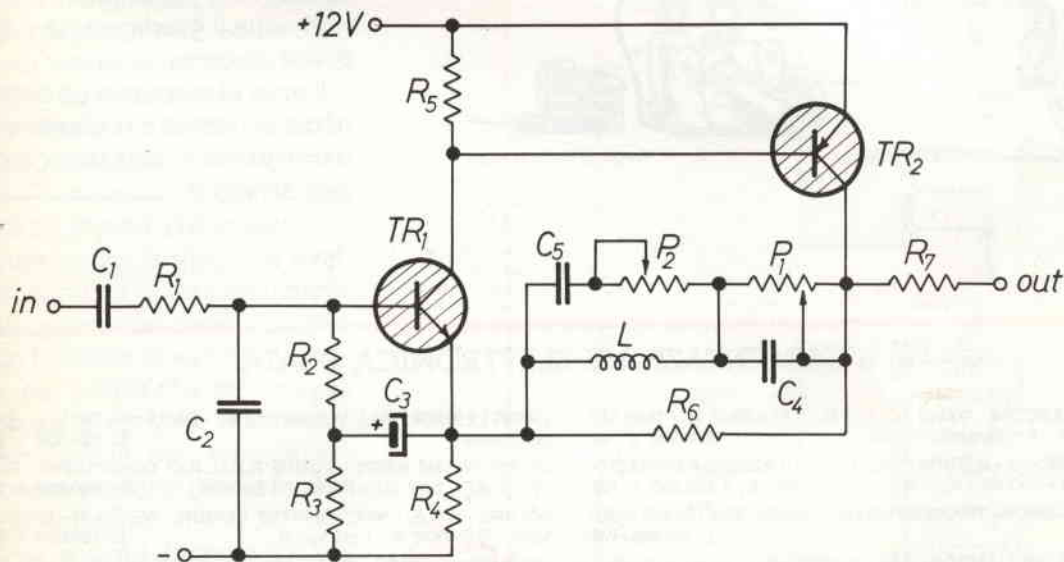 +12V
R5
TR2
TR1
C5
P2
P1
R7
out
C1
R1
in
L
R2
C3
+
C4
R6
C2
R3
R4
-